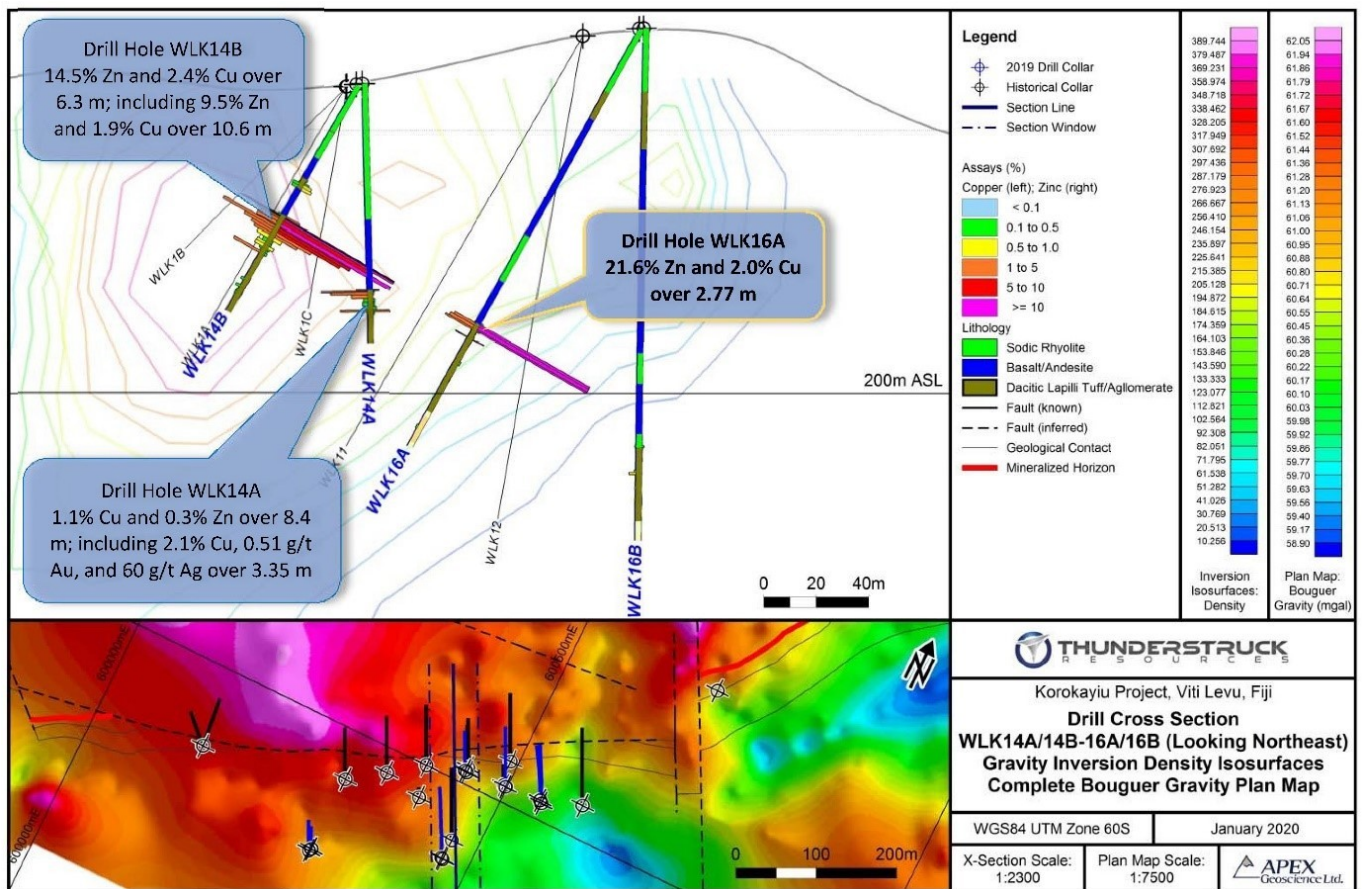 Drill Hole WLK14B
14.5% Zn and 2.4% Cu over
6.3 m; including 9.5% Zn
and 1.9% Cu over 10.6 m
Drill Hole WLK16A
21.6% Zn and 2.0% Cu
over 2.77 m
Drill Hole WLK14A
1.1% Cu and 0.3% Zn over 8.4
m; including 2.1% Cu, 0.51 g/t
Au, and 60 g/t Ag over 3.35 m
WLK1B
WLK1A
WLK14B
WLK1C
WLK14A
WLK11
WLK16A
WLK12
WLK16B
200m ASL
0 20 40m
Legend
2019 Drill Collar
Historical Collar
Section Line
Section Window
Assays (%)
Copper (left); Zinc (right)
< 0.1
0.1 to 0.5
0.5 to 1.0
1 to 5
5 to 10
>= 10
Lithology
Sodic Rhyolite
Basalt/Andesite
Dacitic Lapilli Tuff/Agglomerate
Fault (known)
Fault (inferred)
Geological Contact
Mineralized Horizon
389.744
379.487
369.231
358.974
348.718
338.462
328.205
317.949
307.692
297.436
287.179
276.923
266.667
256.410
246.154
235.897
225.641
215.385
205.128
194.872
184.615
174.359
164.103
153.846
143.590
133.333
123.077
112.821
102.564
92.308
82.051
71.795
61.538
51.282
41.026
30.769
20.513
10.256
Inversion
Isosurfaces:
Density
62.05
61.94
61.86
61.79
61.72
61.67
61.60
61.52
61.44
61.36
61.28
61.20
61.13
61.06
61.00
60.95
60.88
60.80
60.71
60.64
60.55
60.45
60.36
60.28
60.22
60.17
60.10
60.03
59.98
59.92
59.86
59.77
59.70
59.63
59.56
59.40
59.17
58.90
Plan Map:
Bouguer
Gravity (mgal)
600000mE
600500mE
600000mE
N
0 100 200m
THUNDERSTRUCK
RESOURCES
Korokayiu Project, Viti Levu, Fiji
Drill Cross Section
WLK14A/14B-16A/16B (Looking Northeast)
Gravity Inversion Density Isosurfaces
Complete Bouguer Gravity Plan Map
WGS84 UTM Zone 60S
January 2020
X-Section Scale:
1:2300
Plan Map Scale:
1:7500
APEX
Geoscience Ltd.